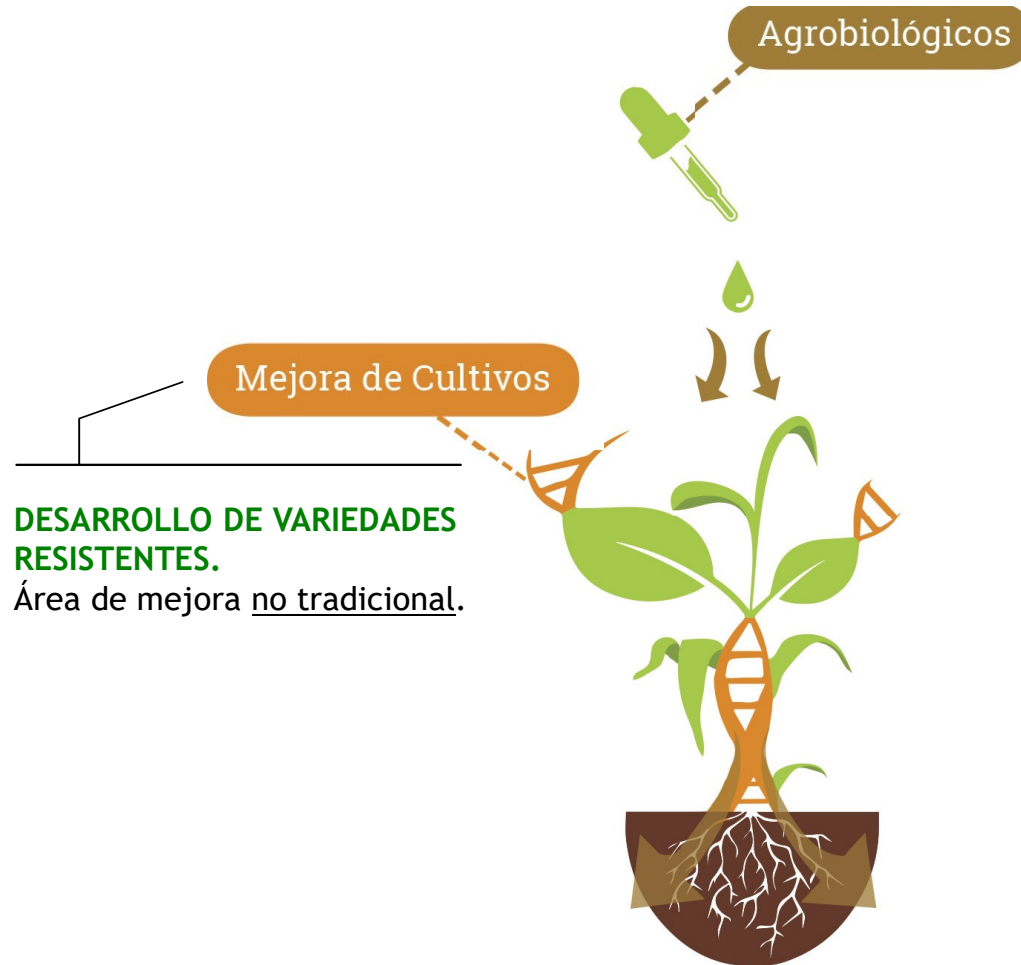 Agrobiológicos
Mejora de Cultivos
DESARROLLO DE VARIEDADES
RESISTENTES.
Área de mejora no tradicional.